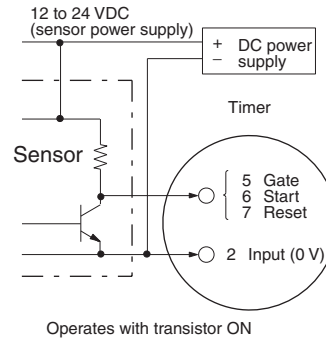 12 to 24 VDC
(sensor power supply)
+ DC power
− supply
Timer
Sensor
5 Gate
6 Start
7 Reset
2 Input (0 V)
Operates with transistor ON